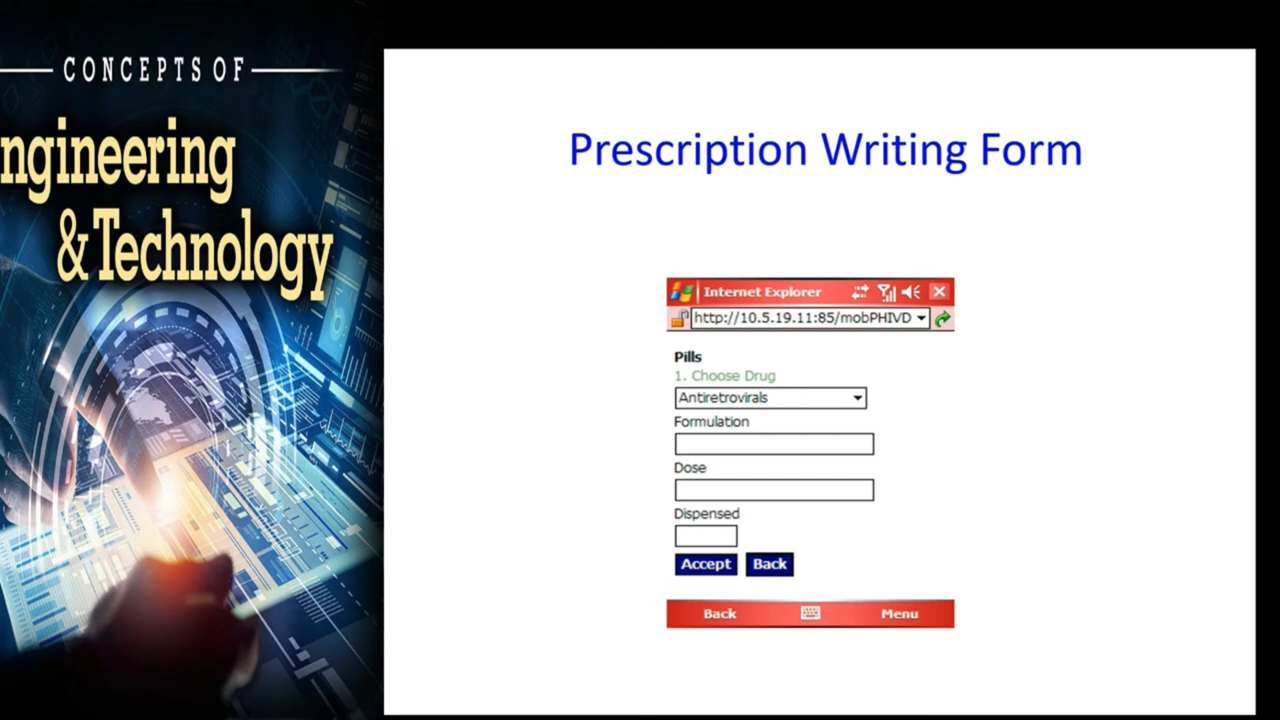 CONCEPTS OF
ngineering
&Technology
Prescription Writing Form
Internet Explorer
http://10.5.19.11:85/mobPHIVD
Pills
1. Choose Drug
Antiretrovirals
Formulation
Dose
Dispensed
Accept Back
Back Menu